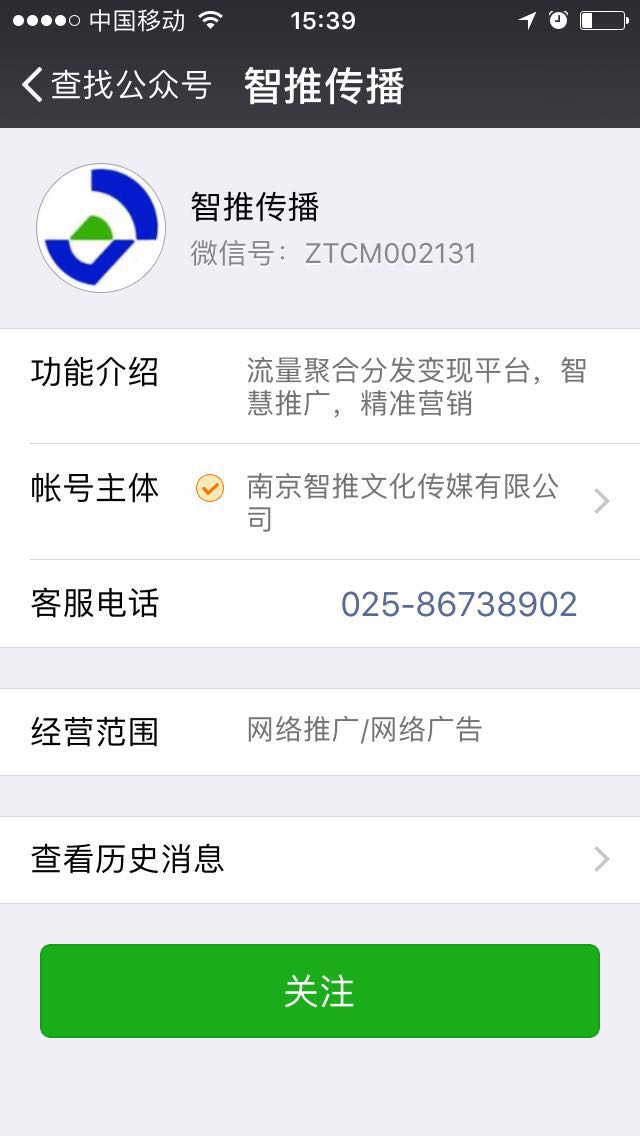 中国移动 15:39
查找公众号 智推传播
智推传播
微信号：ZTCM002131
功能介绍 流量聚合分发变现平台，智
慧推广，精准营销
帐号主体 南京智推文化传媒有限公
司
客服电话 025-86738902
经营范围 网络推广/网络广告
查看历史消息
关注